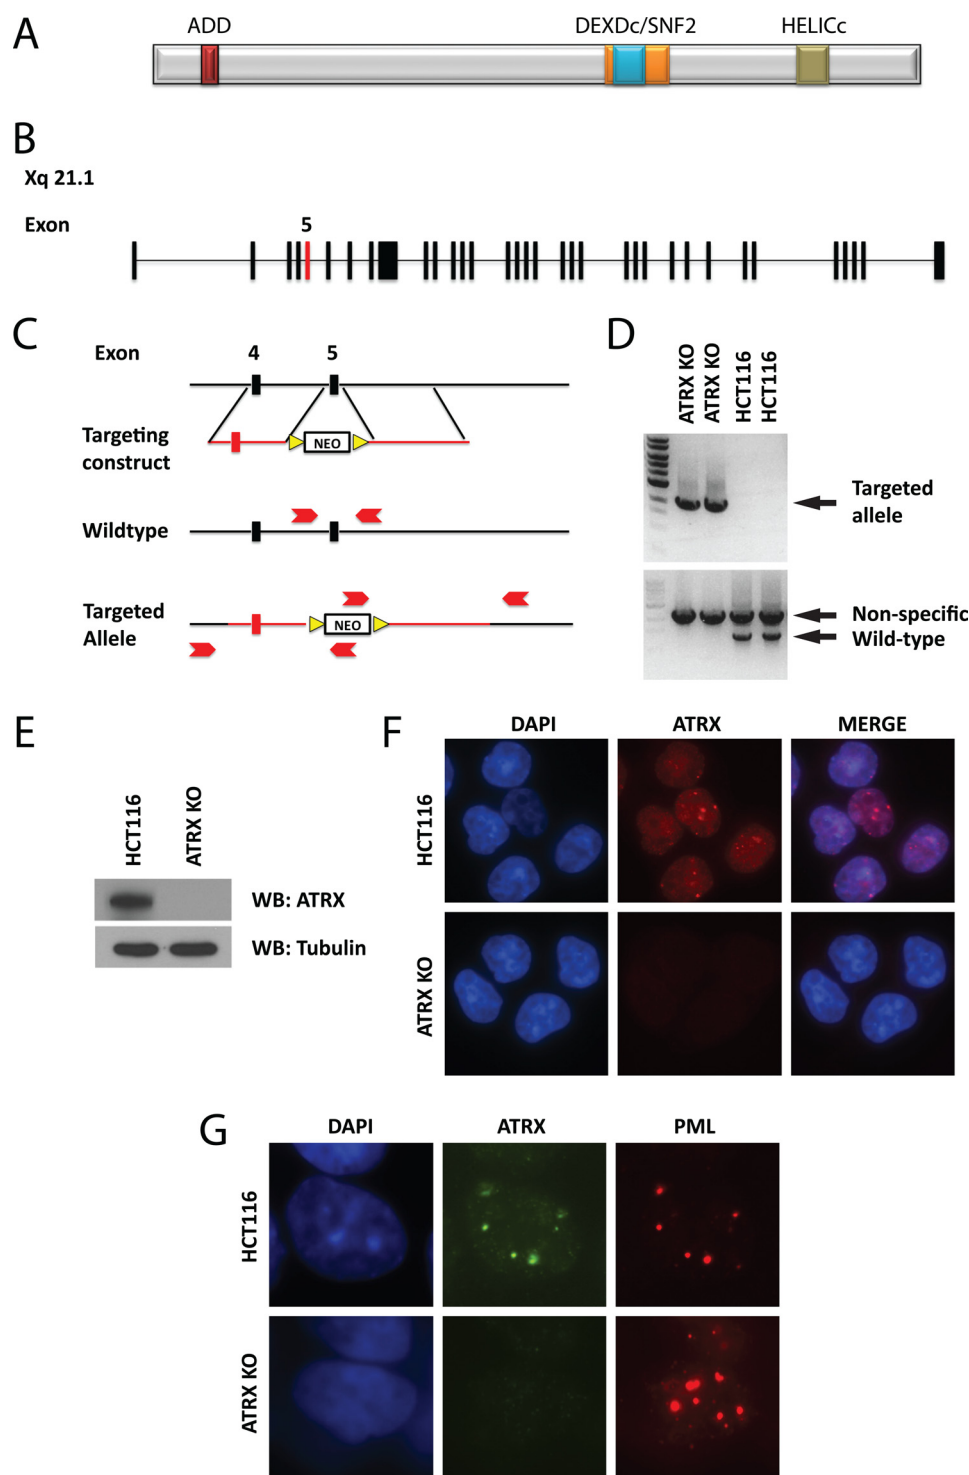 A
ADD
DEXDc/SNF2
HELICc
B
Xq 21.1
Exon
5
C
Exon
4
5
Targeting
construct
NEO
Wildtype
Targeted
Allele
NEO
D
ATRX KO
ATRX KO
HCT116
HCT116
Targeted
allele
Non-specific
Wild-type
E
HCT116
ATRX KO
WB: ATRX
WB: Tubulin
F
DAPI
ATRX
MERGE
HCT116
ATRX KO
G
DAPI
ATRX
PML
HCT116
ATRX KO